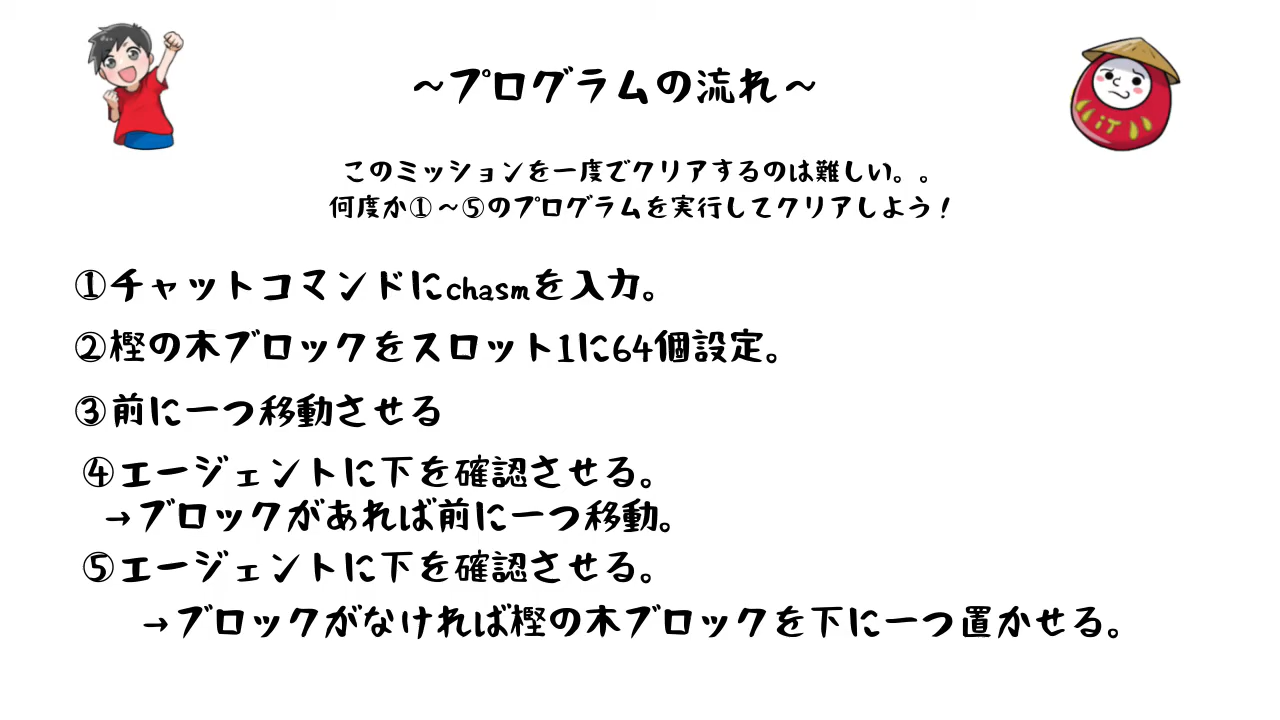 ～プログラムの流れ～
このミッションを一度でクリアするのは難しい。。
何度か①～⑤のプログラムを実行してクリアしよう！
①チャットコマンドにchasmを入力。
②樫の木ブロックをスロット1に64個設定。
③前に一つ移動させる
④エージェントに下を確認させる。
→ブロックがあれば前に一つ移動。
⑤エージェントに下を確認させる。
→ブロックがなければ樫の木ブロックを下に一つ置かせる。
iT